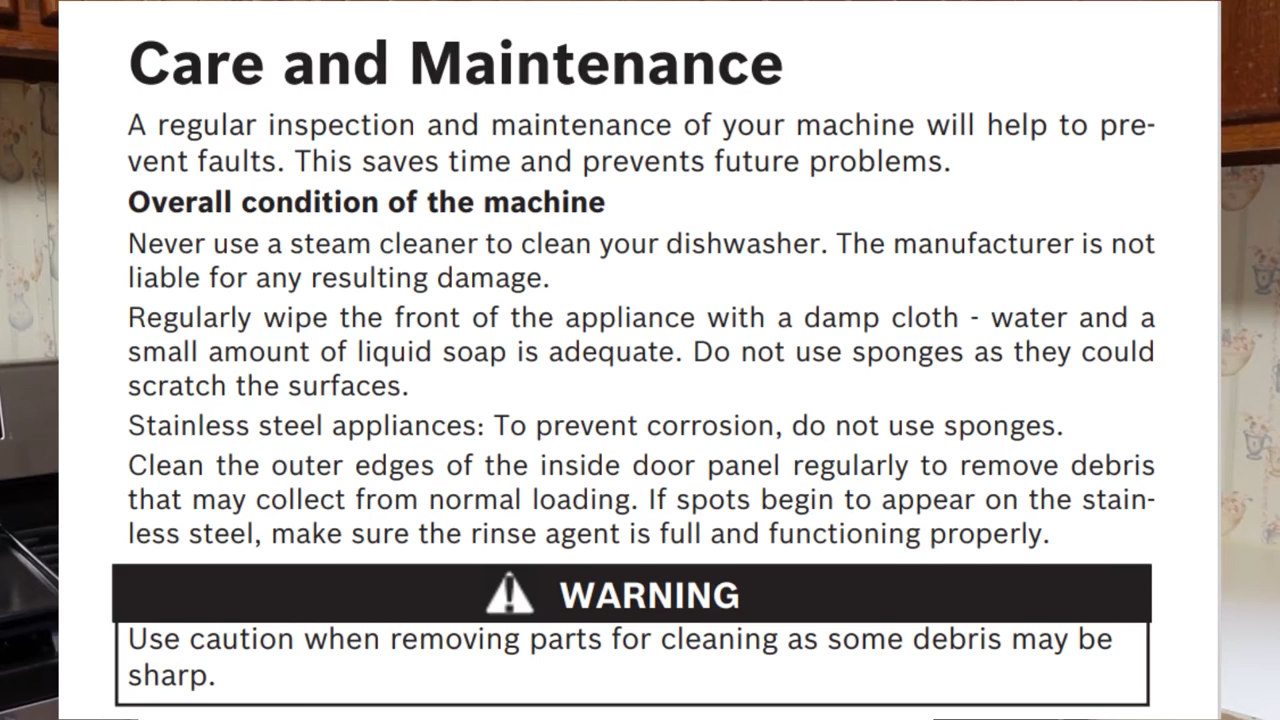 Care and Maintenance
A regular inspection and maintenance of your machine will help to pre-
vent faults. This saves time and prevents future problems.
Overall condition of the machine
Never use a steam cleaner to clean your dishwasher. The manufacturer is not
liable for any resulting damage.
Regularly wipe the front of the appliance with a damp cloth - water and a
small amount of liquid soap is adequate. Do not use sponges as they could
scratch the surfaces.
Stainless steel appliances: To prevent corrosion, do not use sponges.
Clean the outer edges of the inside door panel regularly to remove debris
that may collect from normal loading. If spots begin to appear on the stain-
less steel, make sure the rinse agent is full and functioning properly.
WARNING
Use caution when removing parts for cleaning as some debris may be
sharp.